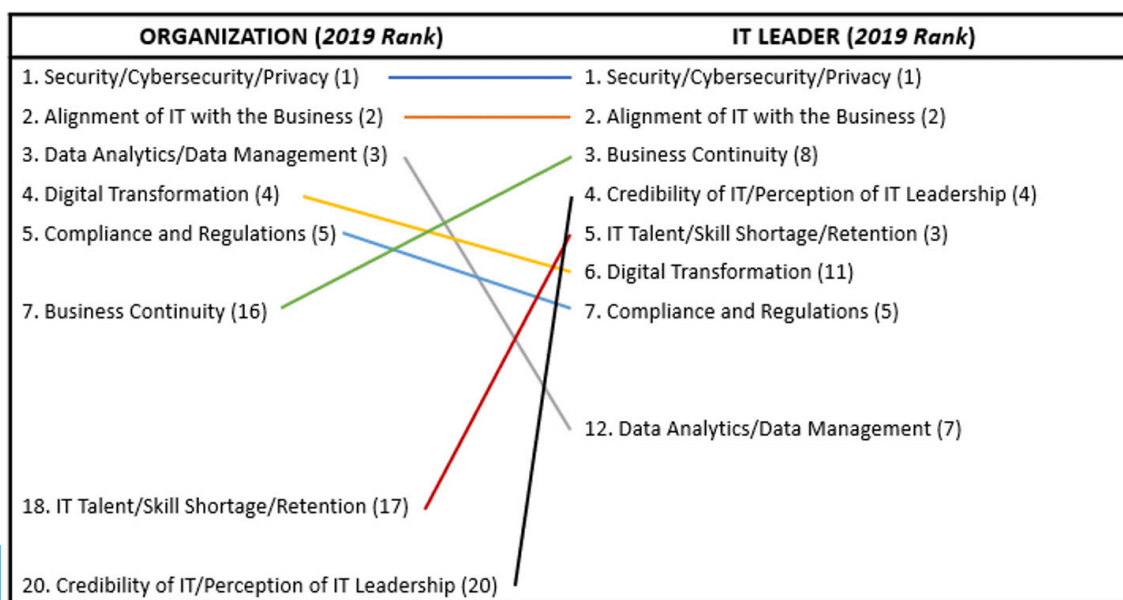 ORGANIZATION (2019 Rank)
1. Security/Cybersecurity/Privacy (1)
2. Alignment of IT with the Business (2)
3. Data Analytics/Data Management (3)
4. Digital Transformation (4)
5. Compliance and Regulations (5)
7. Business Continuity (16)
18. IT Talent/Skill Shortage/Retention (17)
20. Credibility of IT/Perception of IT Leadership (20)
IT LEADER (2019 Rank)
1. Security/Cybersecurity/Privacy (1)
2. Alignment of IT with the Business (2)
3. Business Continuity (8)
4. Credibility of IT/Perception of IT Leadership (4)
5. IT Talent/Skill Shortage/Retention (3)
6. Digital Transformation (11)
7. Compliance and Regulations (5)
12. Data Analytics/Data Management (7)